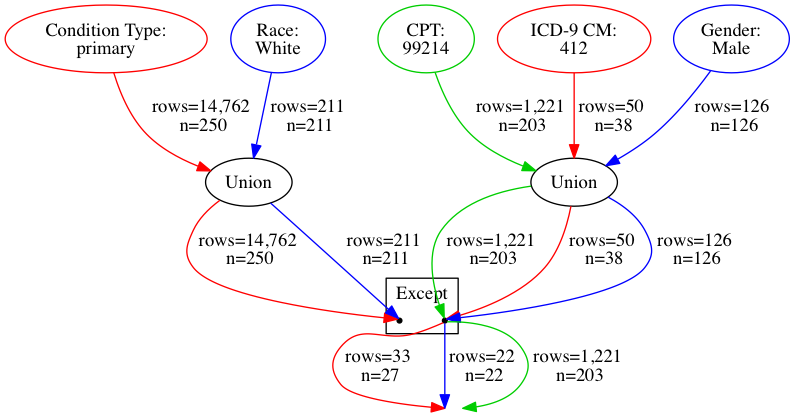 Condition Type:
primary
Race:
White
CPT:
99214
ICD-9 CM:
412
Gender:
Male
rows=14,762
n=250
rows=211
n=211
rows=1,221
n=203
rows=50
n=38
rows=126
n=126
Union
Union
rows=14,762
n=250
rows=211
n=211
rows=1,221
n=203
rows=50
n=38
rows=126
n=126
Except
rows=33
n=27
rows=22
n=22
rows=1,221
n=203